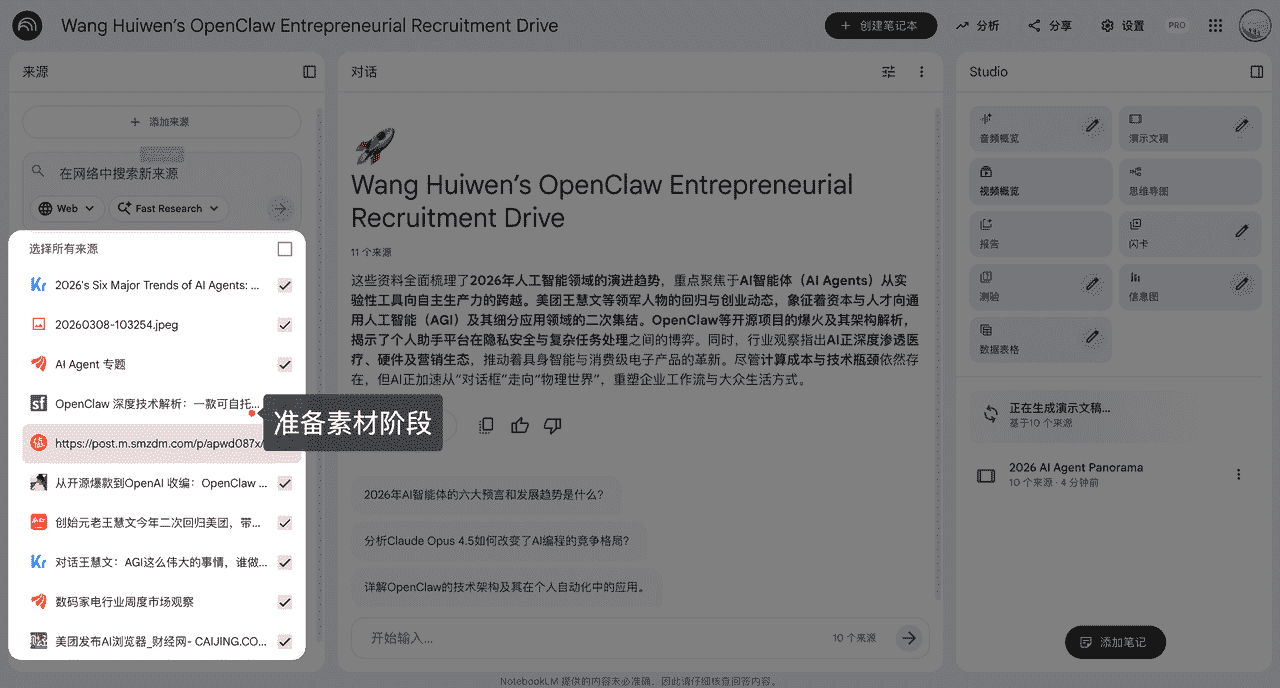 Wang Huiwen's OpenClaw Entrepreneurial Recruitment Drive
创建笔记本
分析
分享
设置
PRO
来源
添加来源
在网络中搜索新来源
Web
Fast Research
选择所有来源
2026's Six Major Trends of AI Agents: ...
20260308-103254.jpeg
AI Agent 专题
OpenClaw 深度技术解析：一款可自托...
https://post.m.smzdm.com/p/apwd087x/
从开源爆款到OpenAI 收编：OpenClaw ...
创始元老王慧文今年二次回归美团，带...
对话王慧文：AGI这么伟大的事情，谁做...
数码家电行业周度市场观察
美团发布AI浏览器_财经网- CAIJING.CO...
准备素材阶段
对话
Wang Huiwen's OpenClaw Entrepreneurial
Recruitment Drive
11 个来源
这些资料全面梳理了2026年人工智能领域的演进趋势，重点聚焦于AI智能体（AI Agents）从实
验性工具向自主生产力的跨越。美团王慧文等领军人物的回归与创业动态，象征着资本与人才向通
用人工智能（AGI）及其细分应用领域的二次集结。OpenClaw等开源项目的爆火及其架构解析，
揭示了个人助手平台在隐私安全与复杂任务处理之间的博弈。同时，行业观察指出AI正深度渗透医
疗、硬件及营销生态，推动着具身智能与消费级电子产品的革新。尽管计算成本与技术瓶颈依然存
在，但AI正加速从“对话框”走向“物理世界”，重塑企业工作流与大众生活方式。
2026年AI智能体的六大预言和发展趋势是什么？
分析Claude Opus 4.5如何改变了AI编程的竞争格局？
详解OpenClaw的技术架构及其在个人自动化中的应用。
开始输入...
10 个来源
NotebookLM 提供的内容未必准确，因此请仔细核查回答内容。
Studio
音频概览
演示文稿
视频概览
思维导图
报告
闪卡
测验
信息图
数据表格
正在生成演示文稿...
基于10 个来源
2026 AI Agent Panorama
10 个来源 · 4 分钟前
添加笔记